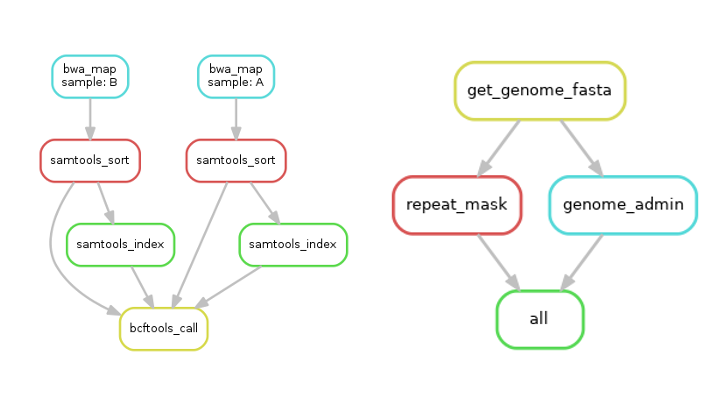 bwa_map
sample: B
bwa_map
sample: A
samtools_sort
samtools_sort
samtools_index
samtools_index
bcftools_call
get_genome_fasta
repeat_mask
genome_admin
all